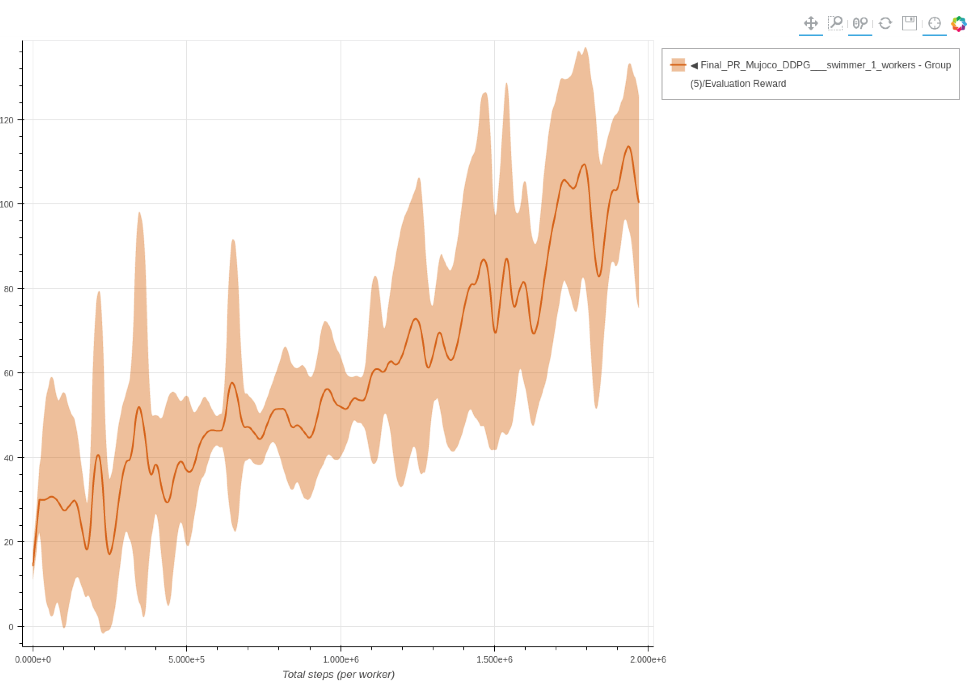 ◀ Final_PR_Mujoco_DDPG___swimmer_1_workers - Group
(5)/Evaluation Reward
120
100
80
60
40
20
0
0.000e+0 5.000e+5 1.000e+6 1.500e+6 2.000e+6
Total steps (per worker)